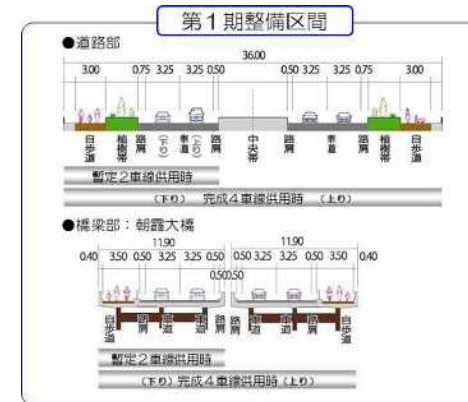 第1期整備区間
●道路部
36.00
3.00 0.75 3.25 3.25 0.50 0.50 3.25 3.25 0.75 3.00
自歩道 植樹帯 路肩 車道(下り) 車道(上り) 路肩 中央帯 路肩 車道 路肩 植樹帯 自歩道
暫定2車線供用時
(下り) 完成4車線供用時 (上り)
●橋梁部:朝霧大橋
11.90 11.90
0.40 3.50 0.50 3.25 3.25 0.50 0.50 3.25 3.25 0.50 3.50 0.40
0.50 0.50
自歩道 路肩 車道 車道 路肩 路肩 車道 車道 路肩 自歩道
暫定2車線供用時
(下り)完成4車線供用時(上り)